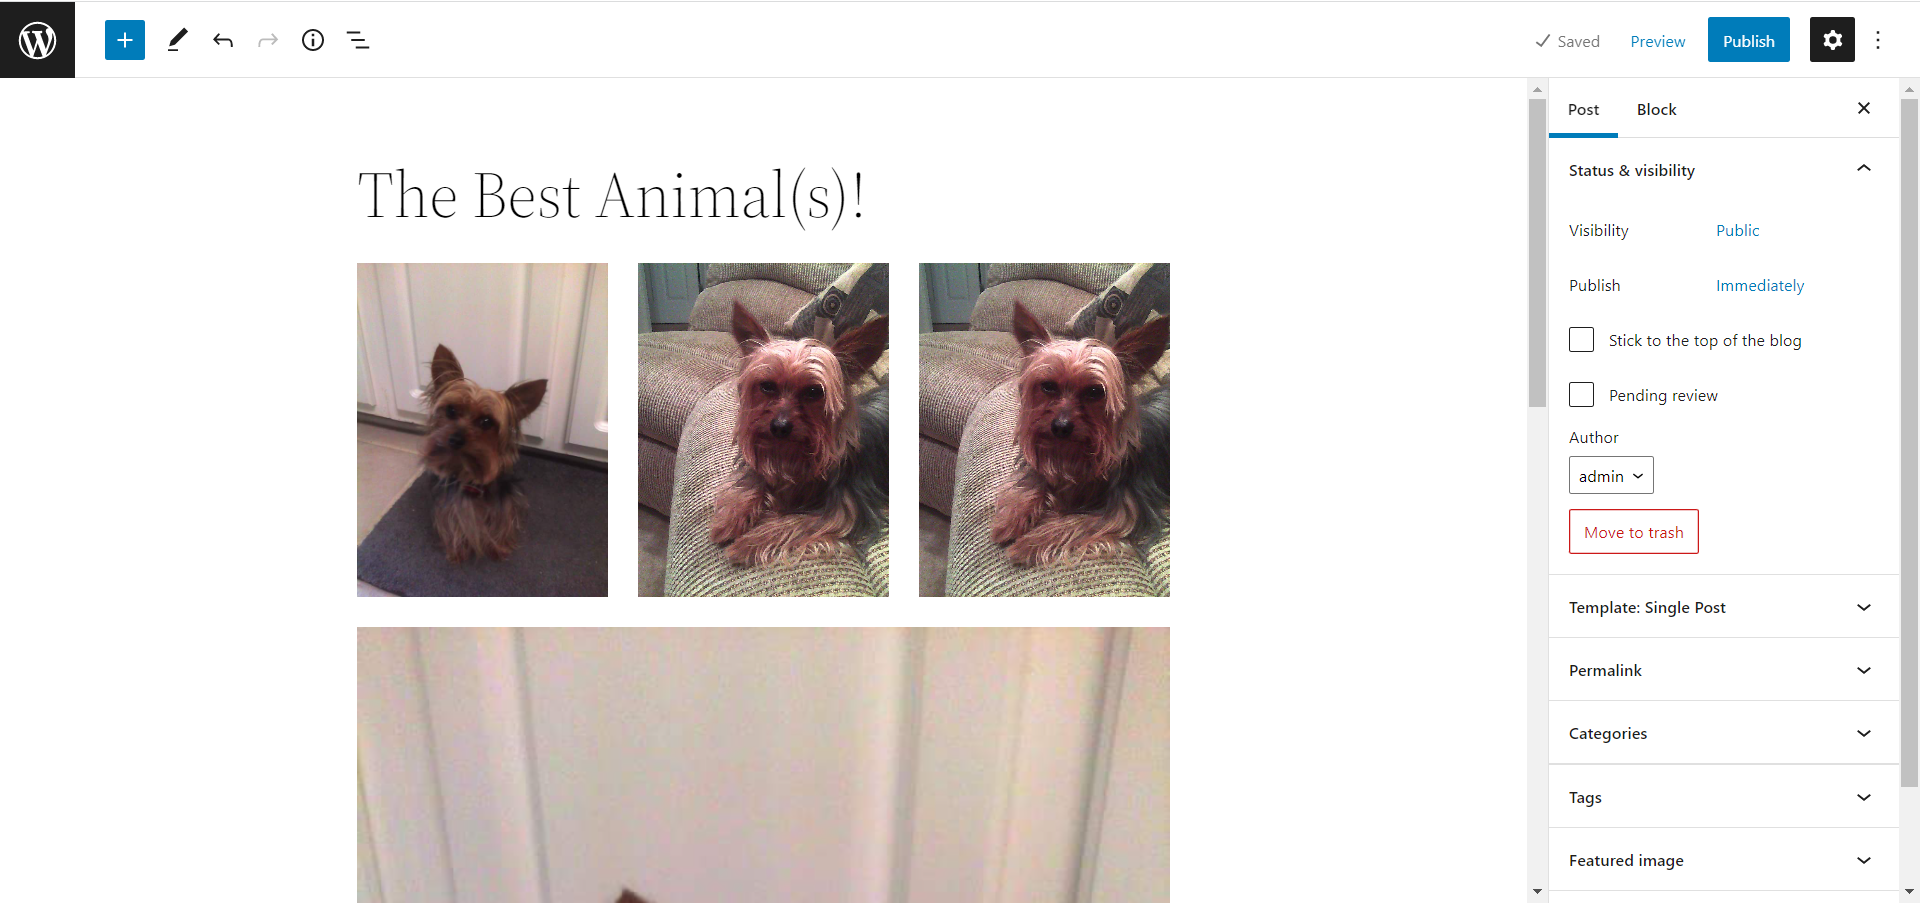 Saved
Preview
Publish
Post
Block
The Best Animal(s)!
Status & visibility
Visibility
Public
Publish
Immediately
Stick to the top of the blog
Pending review
Author
admin
Move to trash
Template: Single Post
Permalink
Categories
Tags
Featured image